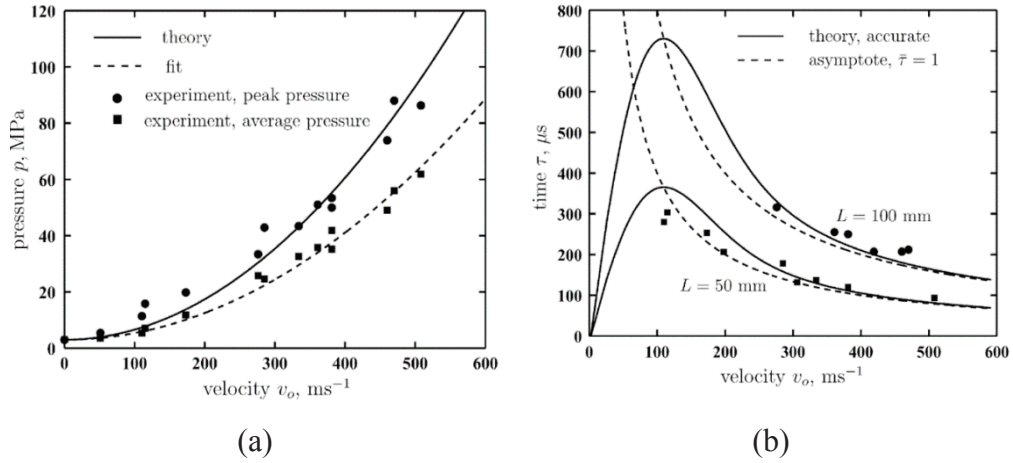 120
100
80
60
40
20
0
pressure p, MPa
theory
fit
experiment, peak pressure
experiment, average pressure
0 100 200 300 400 500 600
velocity vₒ, ms⁻¹
(a)
800
700
600
500
400
300
200
100
0
time τ, μs
theory, accurate
asymptote, τ̄ = 1
L = 100 mm
L = 50 mm
0 100 200 300 400 500 600
velocity vₒ, ms⁻¹
(b)